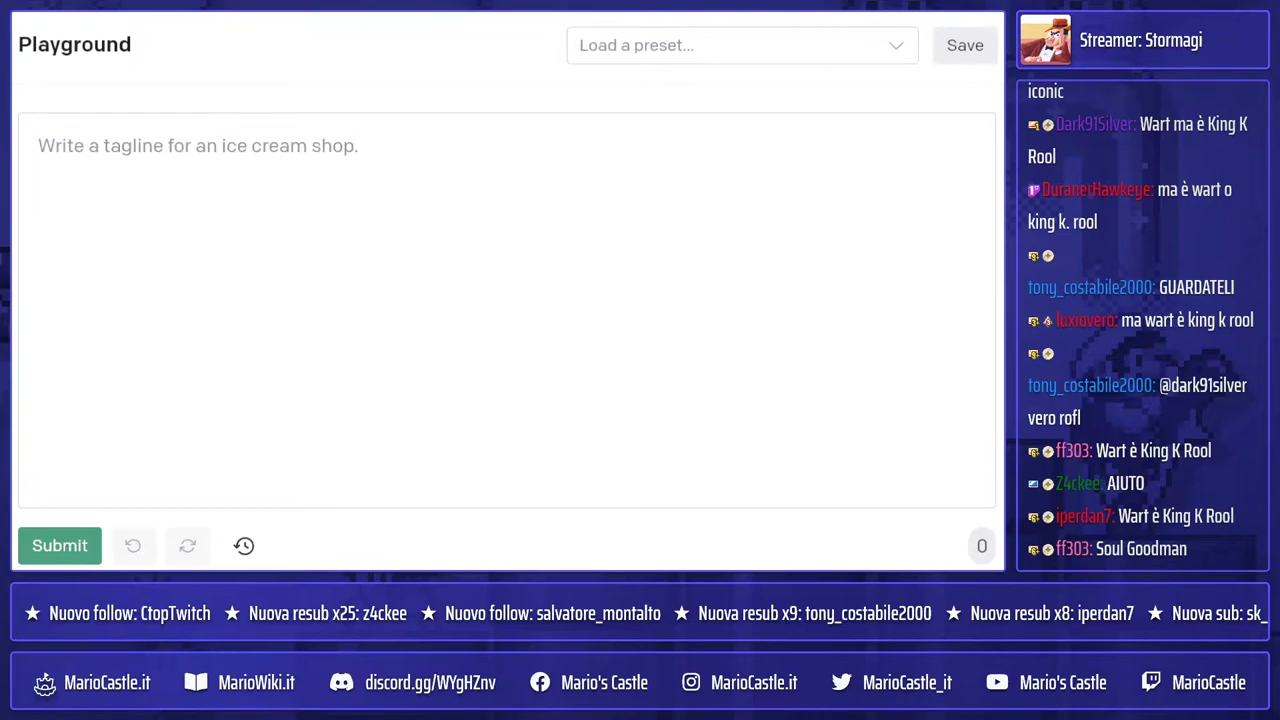 Playground
Load a preset...
Save
Write a tagline for an ice cream shop.
Submit
0
Streamer: Stormagi
iconic
Dark91Silver: Wart ma è King K
Rool
DuranerHawkeye: ma è wart o
king k. rool
tony_costabile2000: GUARDATELI
luxiovero: ma wart è king k rool
tony_costabile2000: @dark91silver
vero rofl
ff303: Wart è King K Rool
Z4ckee: AIUTO
iperdan7: Wart è King K Rool
ff303: Soul Goodman
★ Nuovo follow: CtopTwitch ★ Nuova resub x25: z4ckee ★ Nuovo follow: salvatore_montalto ★ Nuova resub x9: tony_costabile2000 ★ Nuova resub x8: iperdan7 ★ Nuova sub: sk_
MarioCastle.it MarioWiki.it discord.gg/WYgHZnv Mario's Castle MarioCastle.it MarioCastle_it Mario's Castle MarioCastle